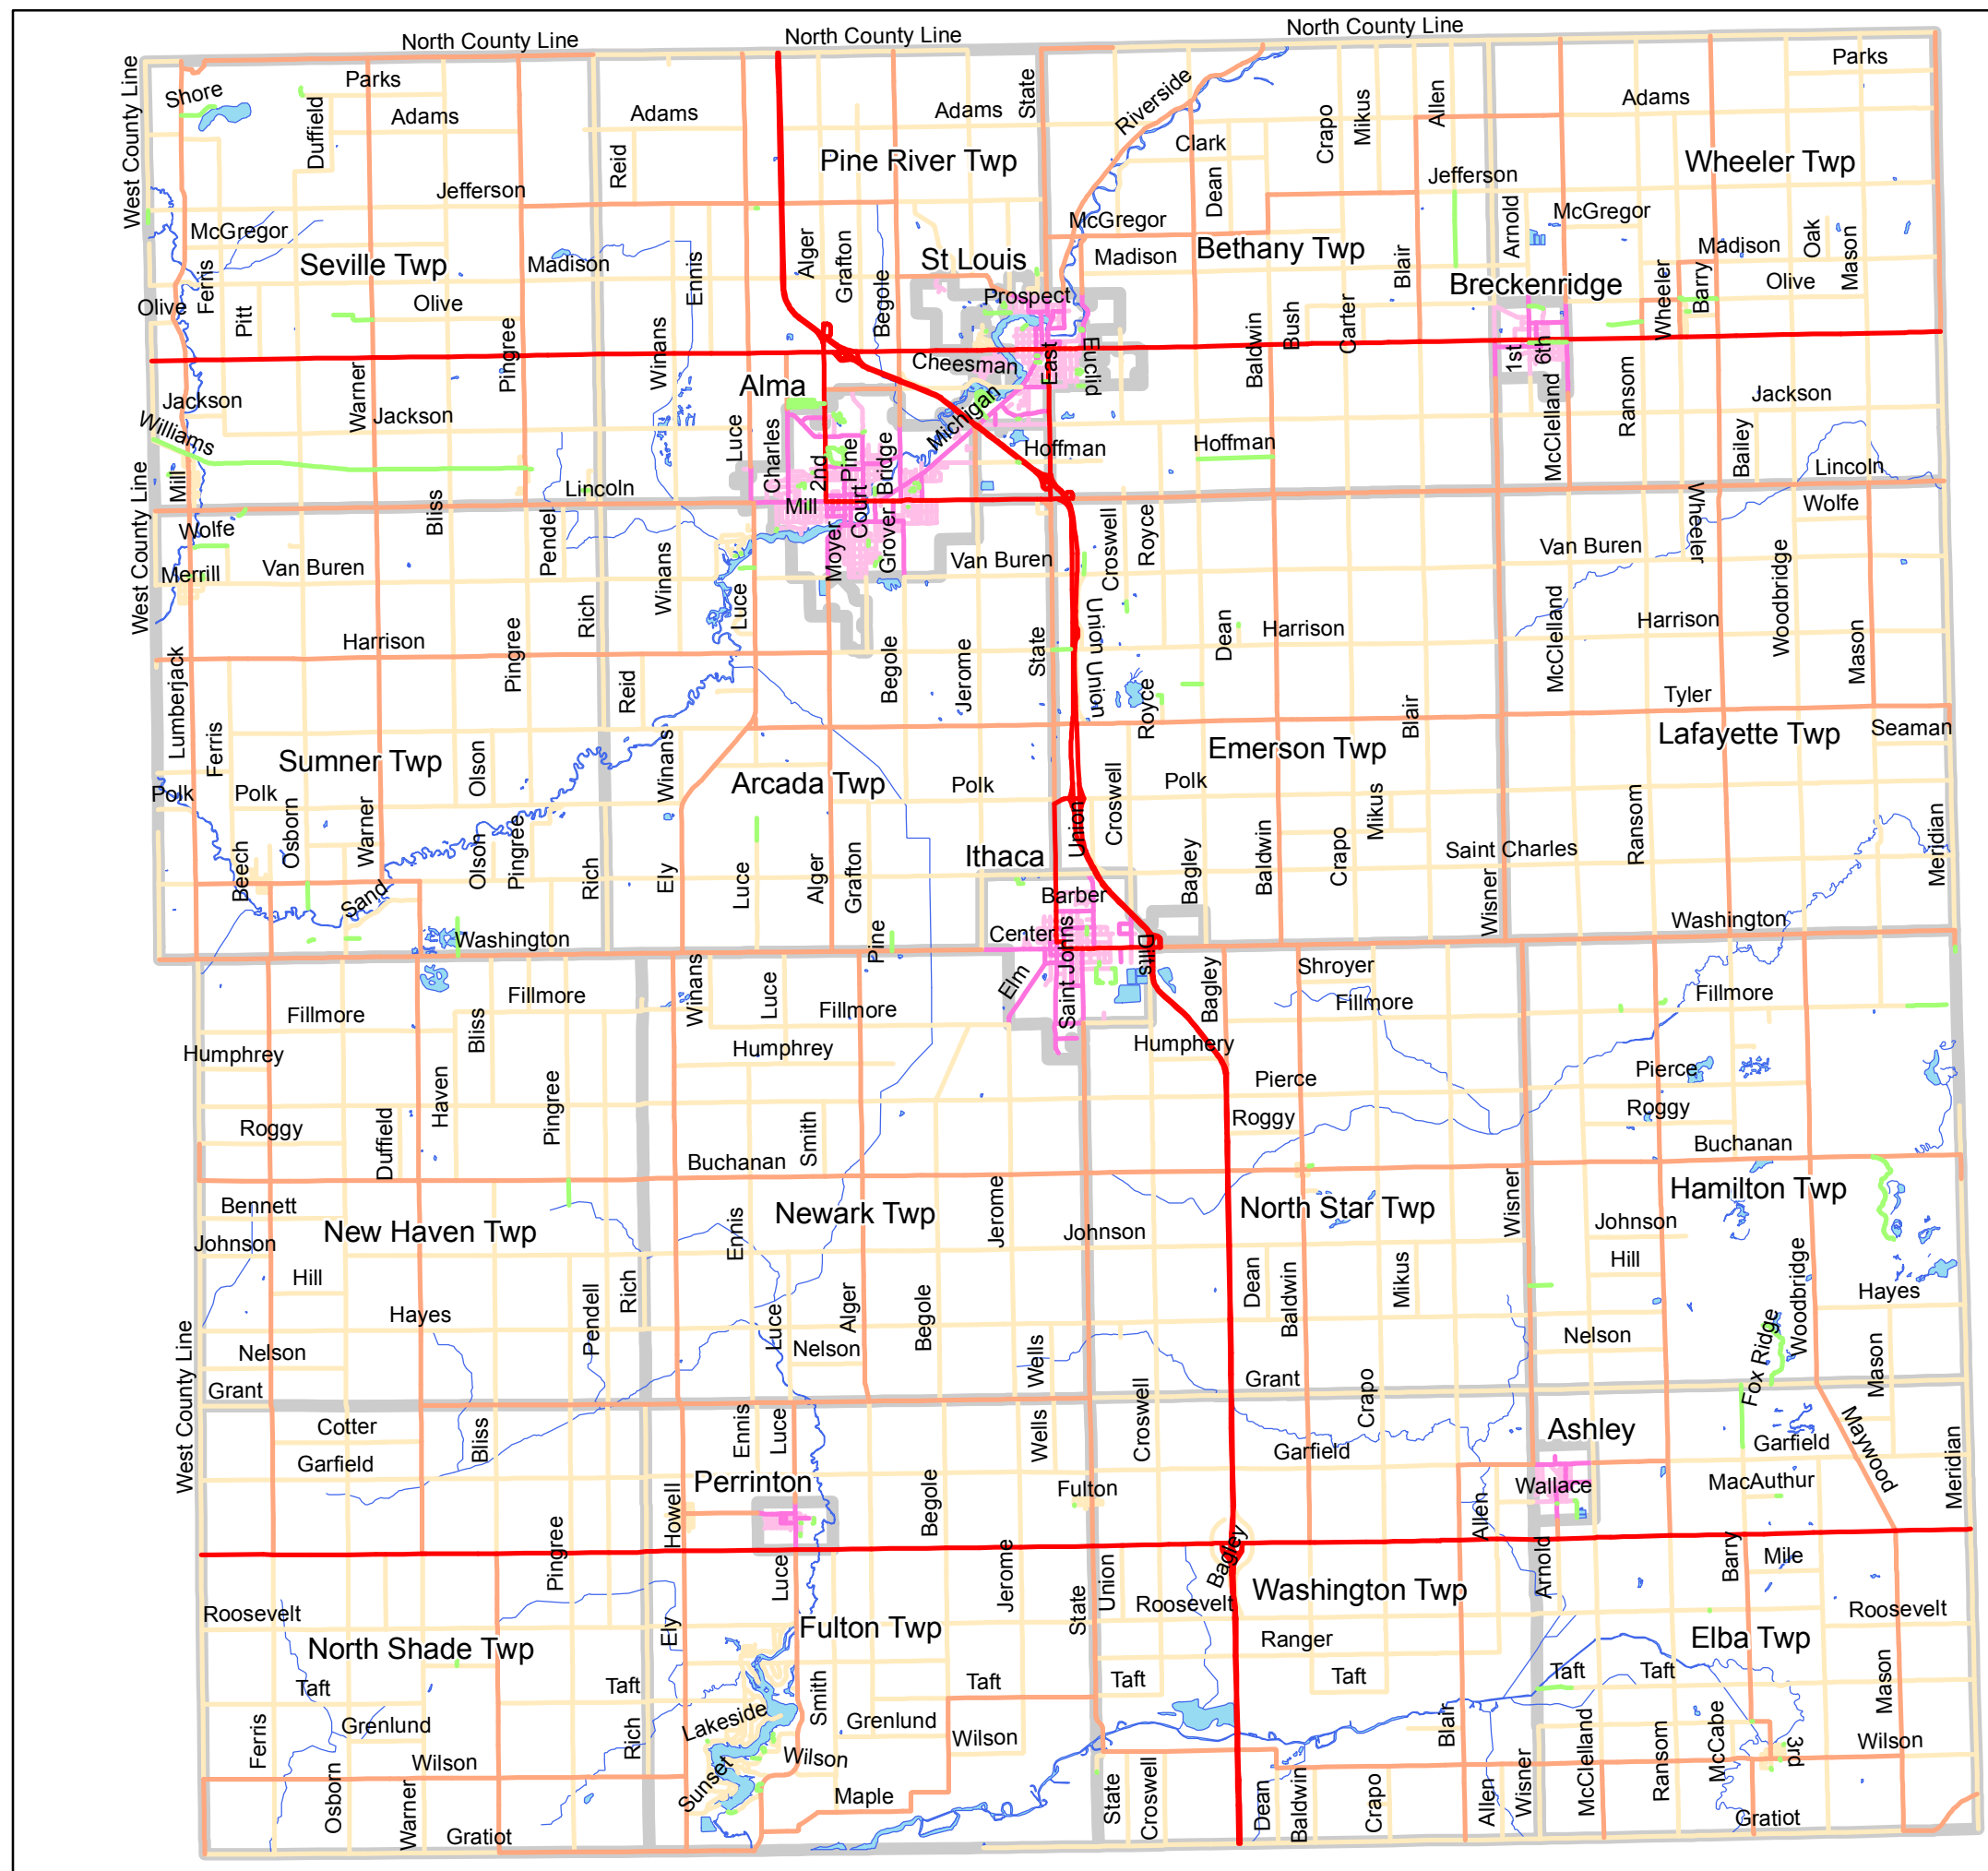 North County Line
North County Line
North County Line
West County Line
Shore
Parks
Duffield
Adams
Reid
Adams
Adams
State
Riverside
Clark
Dean
Crapo
Mikus
Allen
Adams
Parks
Pine River Twp
Wheeler Twp
Jefferson
Jefferson
McGregor
McGregor
Arnold
McGregor
Seville Twp
Madison
Ennis
Alger
Grafton
Begole
St Louis
Madison
Bethany Twp
Blair
Breckenridge
Madison
Oak
Mason
Olive
Ferris
Pitt
Olive
Pingree
Winans
Prospect
Baldwin
Bush
Carter
Wheeler
Barry
Olive
Cheesman
East
Euclid
1st
6th
Warner
Alma
Jackson
Jackson
Williams
Luce
Charles
Michigan
Hoffman
Hoffman
McClelland
Ransom
Jackson
Bailey
Lincoln
West County Line
Mill
Lincoln
2nd
Pine
Bridge
Mill
Court
Wolfe
Bliss
Pendel
Moyer
Grover
Croswell
Royce
Wheeler
Wolfe
Merrill
Van Buren
Winans
Van Buren
Van Buren
Luce
Rich
Union
Union
Harrison
Pingree
Begole
Jerome
State
Dean
Harrison
McClelland
Harrison
Woodbridge
Mason
Lumberjack
Reid
Royce
Tyler
Ferris
Sumner Twp
Olson
Winans
Arcada Twp
Emerson Twp
Blair
Lafayette Twp
Seaman
Polk
Polk
Polk
Polk
Osborn
Warner
Croswell
Union
Mikus
Ransom
Beech
Olson
Pingree
Rich
Ely
Luce
Alger
Grafton
Ithaca
Bagley
Baldwin
Crapo
Saint Charles
Wisner
Meridian
Sand
Barber
Center
Washington
Washington
Pine
Dilts
Elm
Saint Johns
Winans
Luce
Bagley
Shroyer
Fillmore
Fillmore
Fillmore
Fillmore
Fillmore
Bliss
Humphrey
Humphrey
Humphery
Haven
Pingree
Pierce
Pierce
Roggy
Duffield
Smith
Roggy
Roggy
Buchanan
Buchanan
Bennett
New Haven Twp
Newark Twp
Ennis
Jerome
North Star Twp
Wisner
Hamilton Twp
Johnson
Johnson
Johnson
Hill
Hill
Hayes
Pendell
Rich
Luce
Alger
Begole
Dean
Baldwin
Mikus
Woodbridge
Hayes
West County Line
Nelson
Nelson
Wells
Nelson
Fox Ridge
Mason
Grant
Grant
Cotter
Bliss
Ennis
Luce
Wells
Croswell
Crapo
Ashley
Maywood
Garfield
Garfield
Garfield
Meridian
Perrinton
Howell
Begole
Fulton
Allen
Wallace
MacAuthur
Pingree
Luce
Jerome
Union
Bagley
Arnold
Barry
Mile
Washington Twp
Roosevelt
Roosevelt
Roosevelt
North Shade Twp
Ely
Fulton Twp
State
Ranger
Elba Twp
Taft
Taft
Smith
Taft
Taft
Taft
Taft
Taft
Mason
Ferris
Grenlund
Rich
Lakeside
Grenlund
Wilson
Blair
McClelland
Ransom
McCabe
3rd
Wilson
Wilson
Sunset
Wilson
Osborn
Warner
Maple
State
Croswell
Dean
Baldwin
Crapo
Allen
Wisner
Gratiot
Gratiot